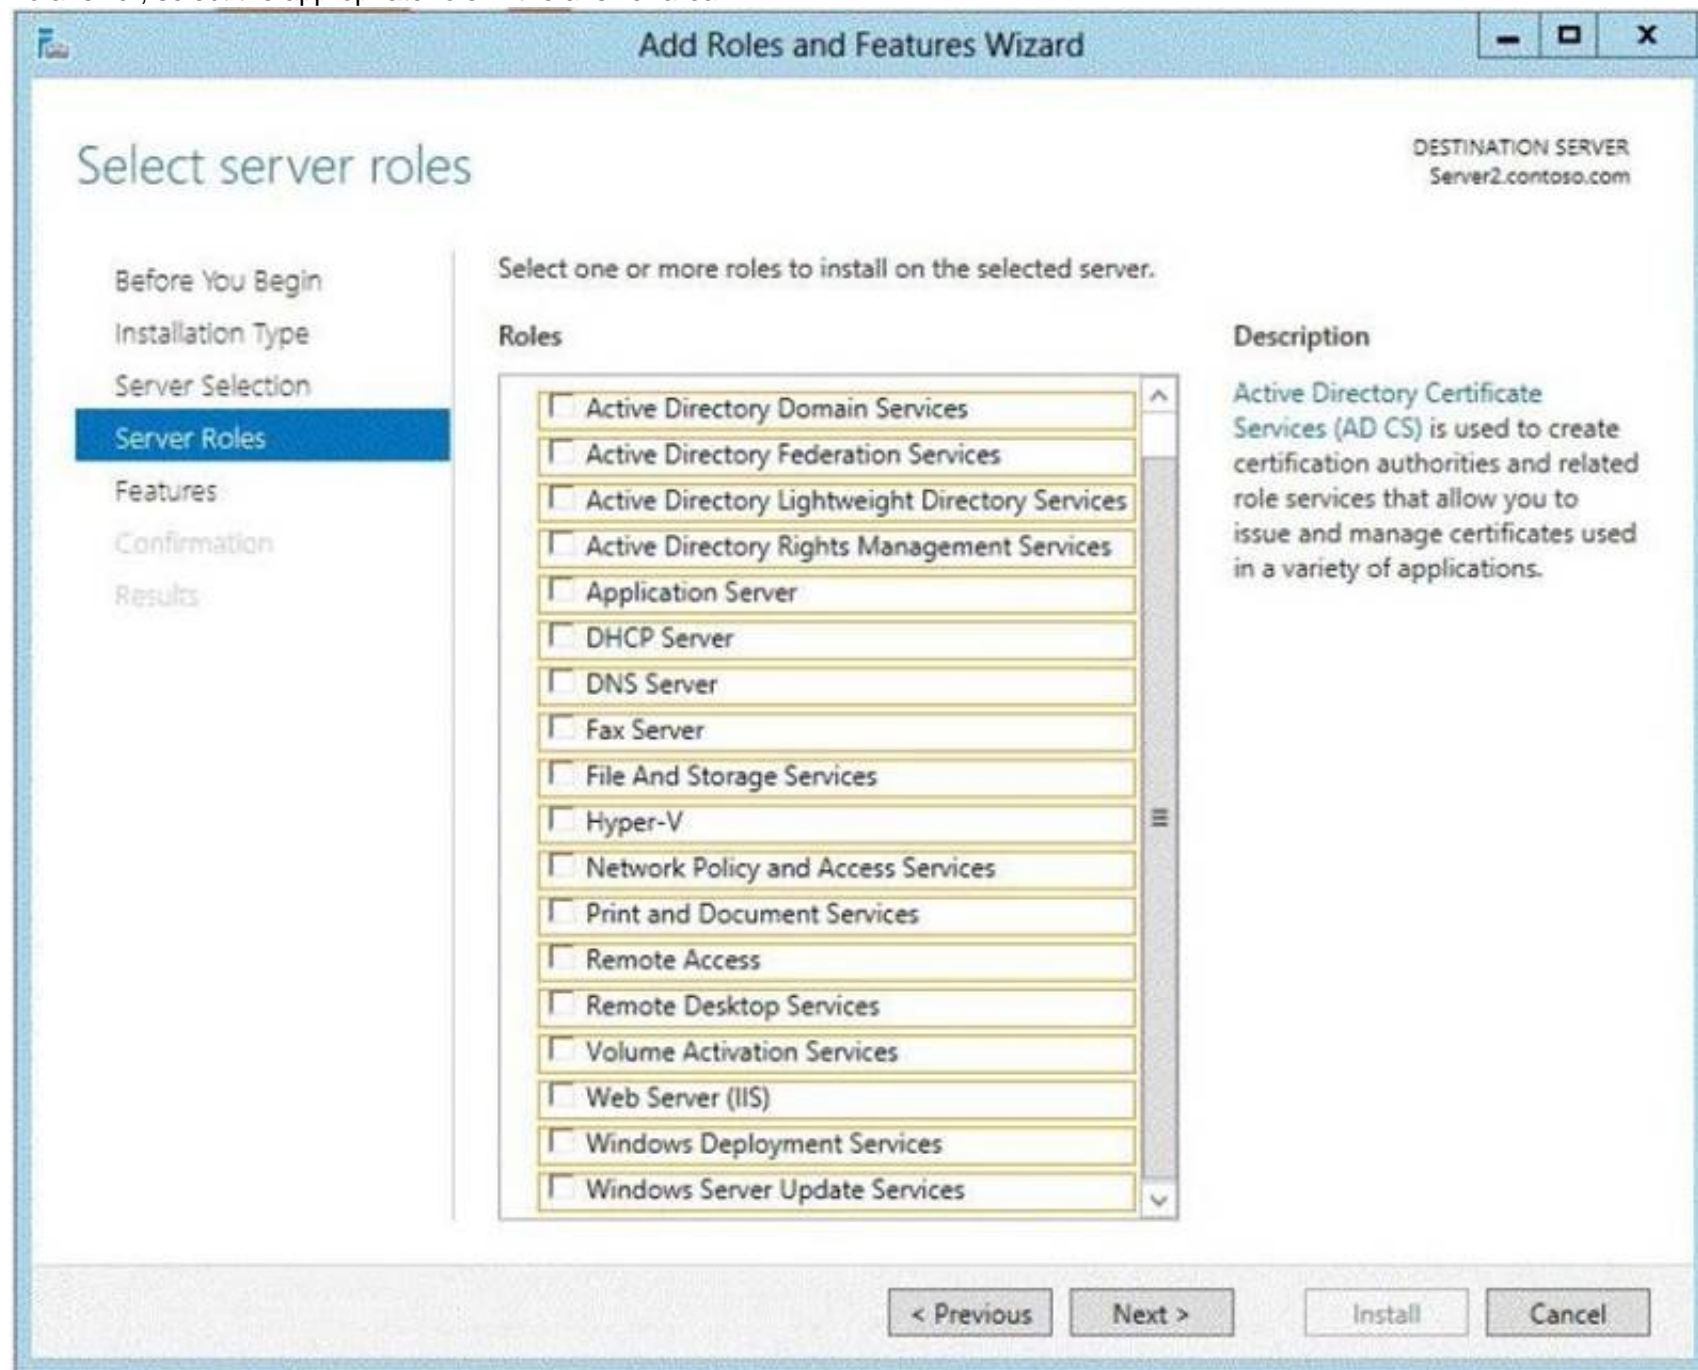 Add Roles and Features Wizard
Select server roles
DESTINATION SERVER
Server2.contoso.com
Before You Begin
Installation Type
Server Selection
Server Roles
Features
Confirmation
Results
Select one or more roles to install on the selected server.
Roles
Active Directory Domain Services
Active Directory Federation Services
Active Directory Lightweight Directory Services
Active Directory Rights Management Services
Application Server
DHCP Server
DNS Server
Fax Server
File And Storage Services
Hyper-V
Network Policy and Access Services
Print and Document Services
Remote Access
Remote Desktop Services
Volume Activation Services
Web Server (IIS)
Windows Deployment Services
Windows Server Update Services
Description
Active Directory Certificate
Services (AD CS) is used to create
certification authorities and related
role services that allow you to
issue and manage certificates used
in a variety of applications.
< Previous
Next >
Install
Cancel